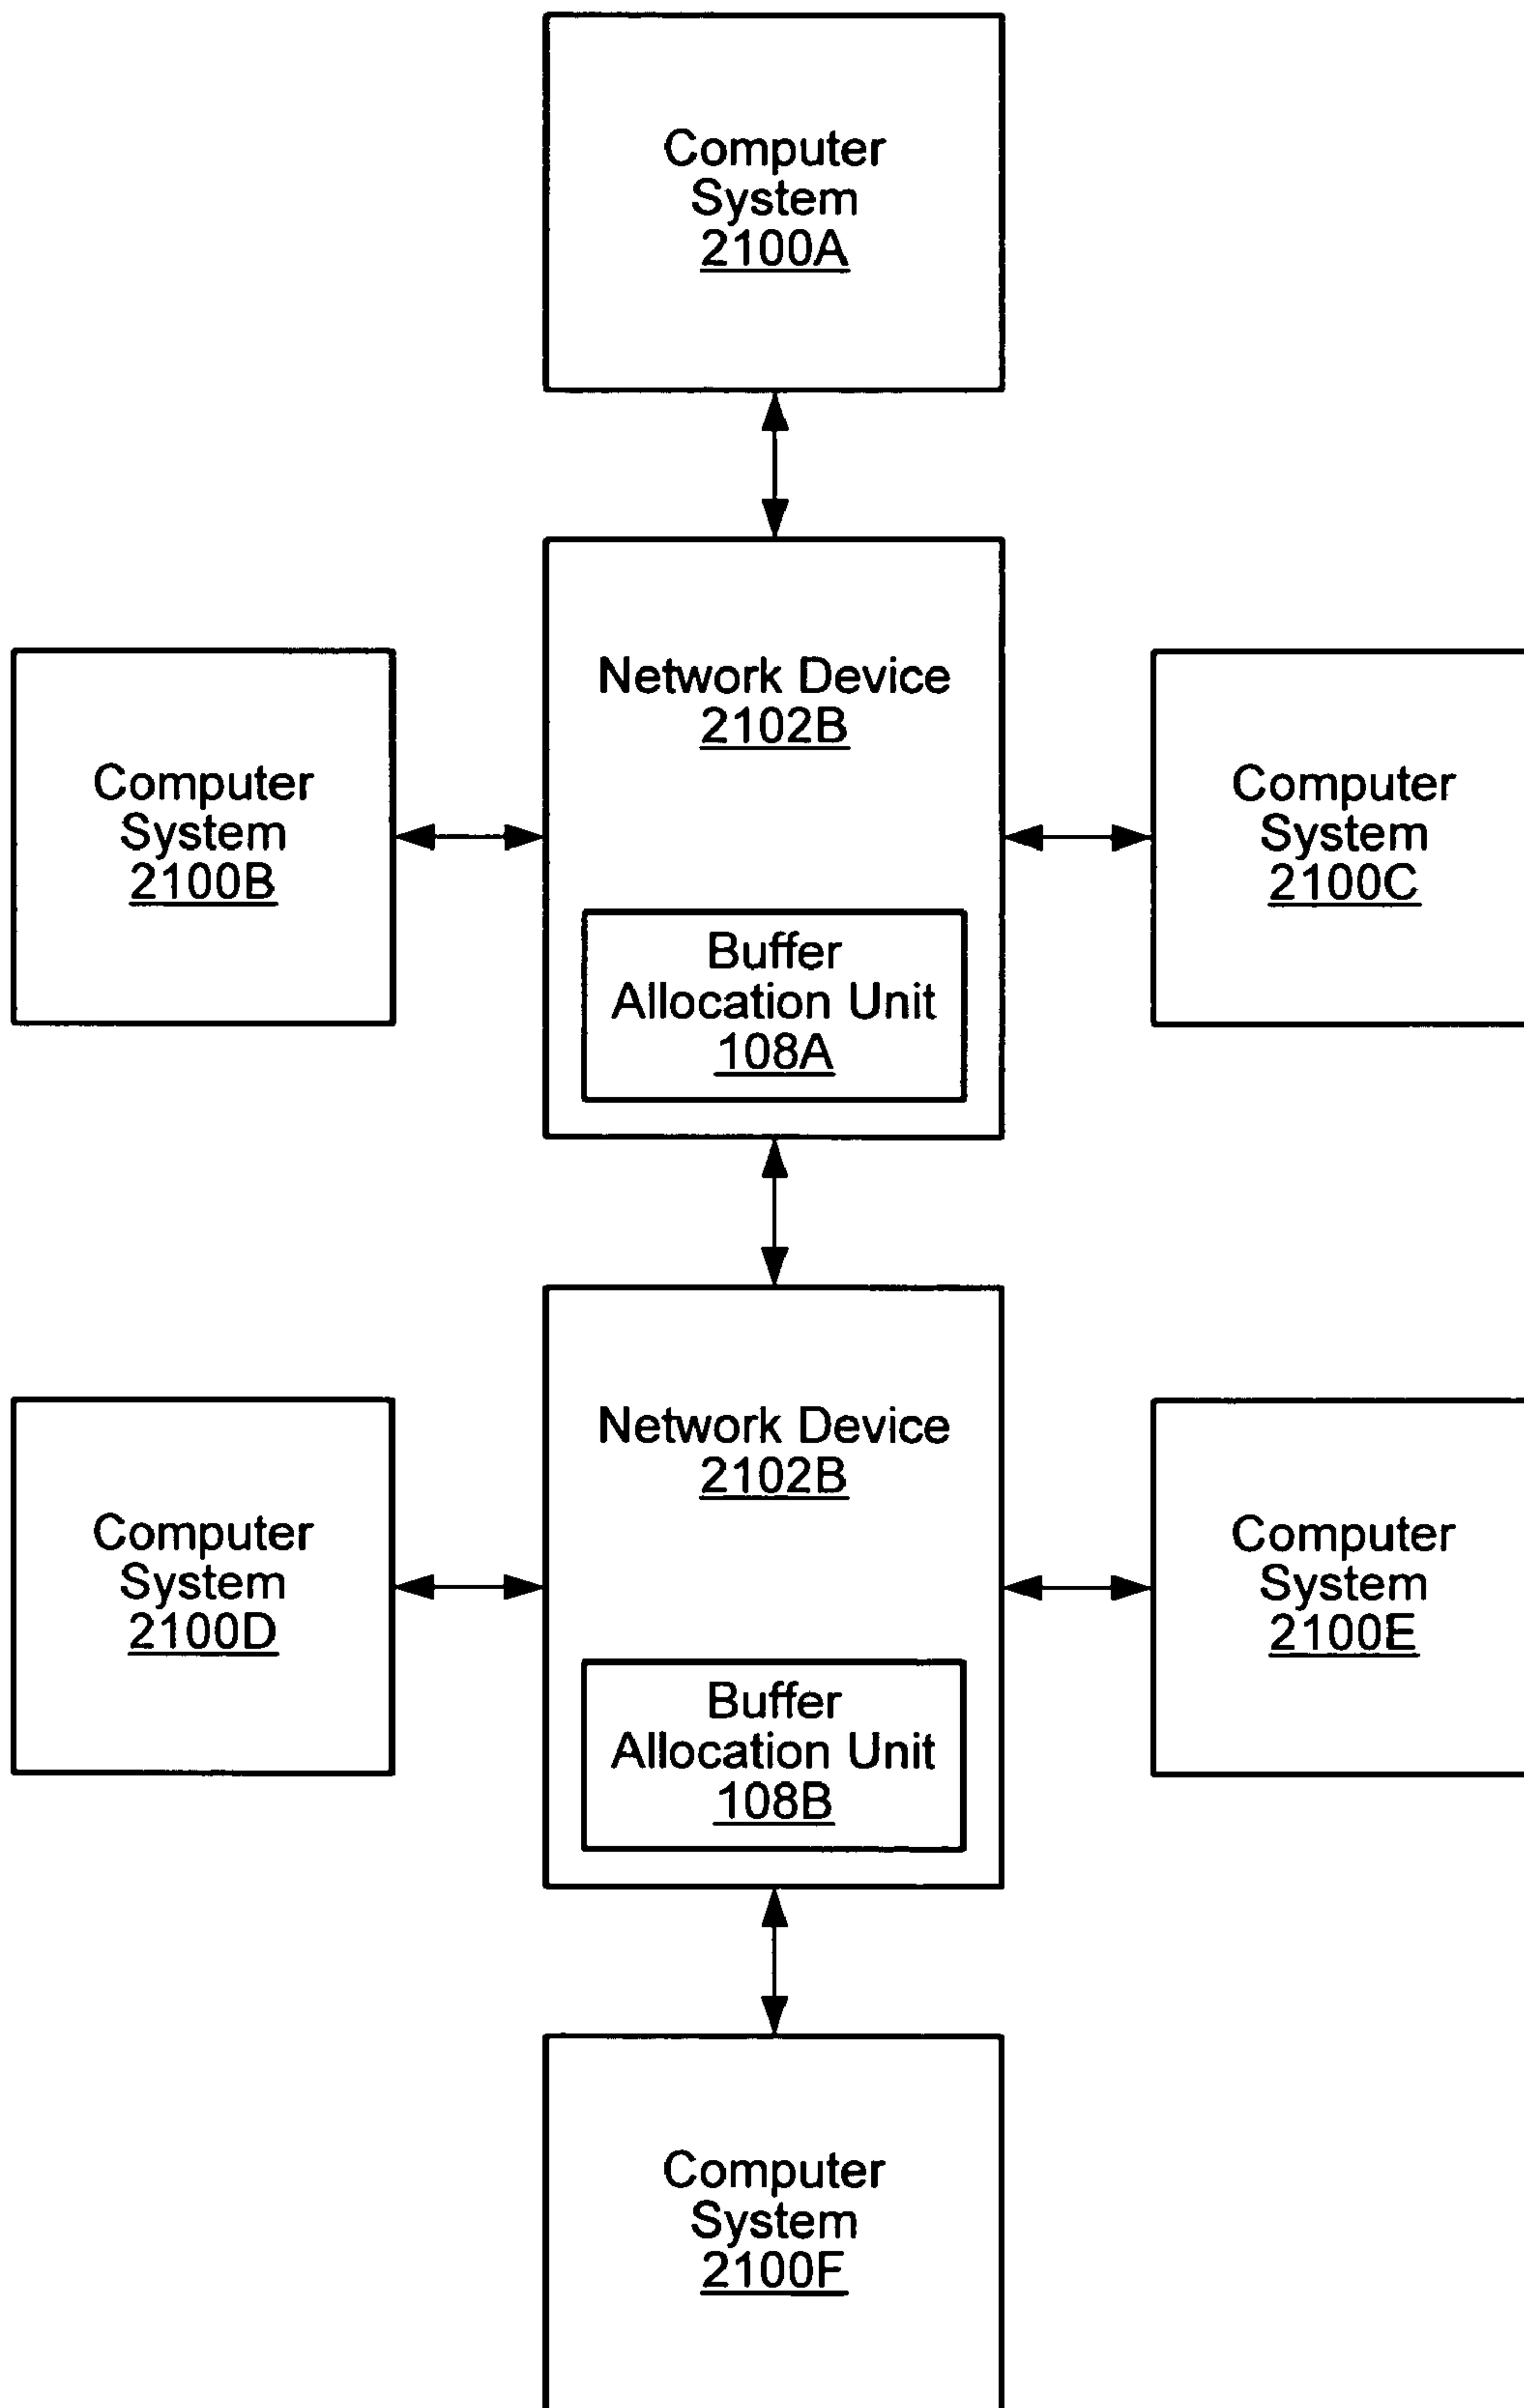 Computer
System
2100A
Network Device
2102B
Computer
System
2100B
Computer
System
2100C
Buffer
Allocation Unit
108A
Network Device
2102B
Computer
System
2100D
Computer
System
2100E
Buffer
Allocation Unit
108B
Computer
System
2100F